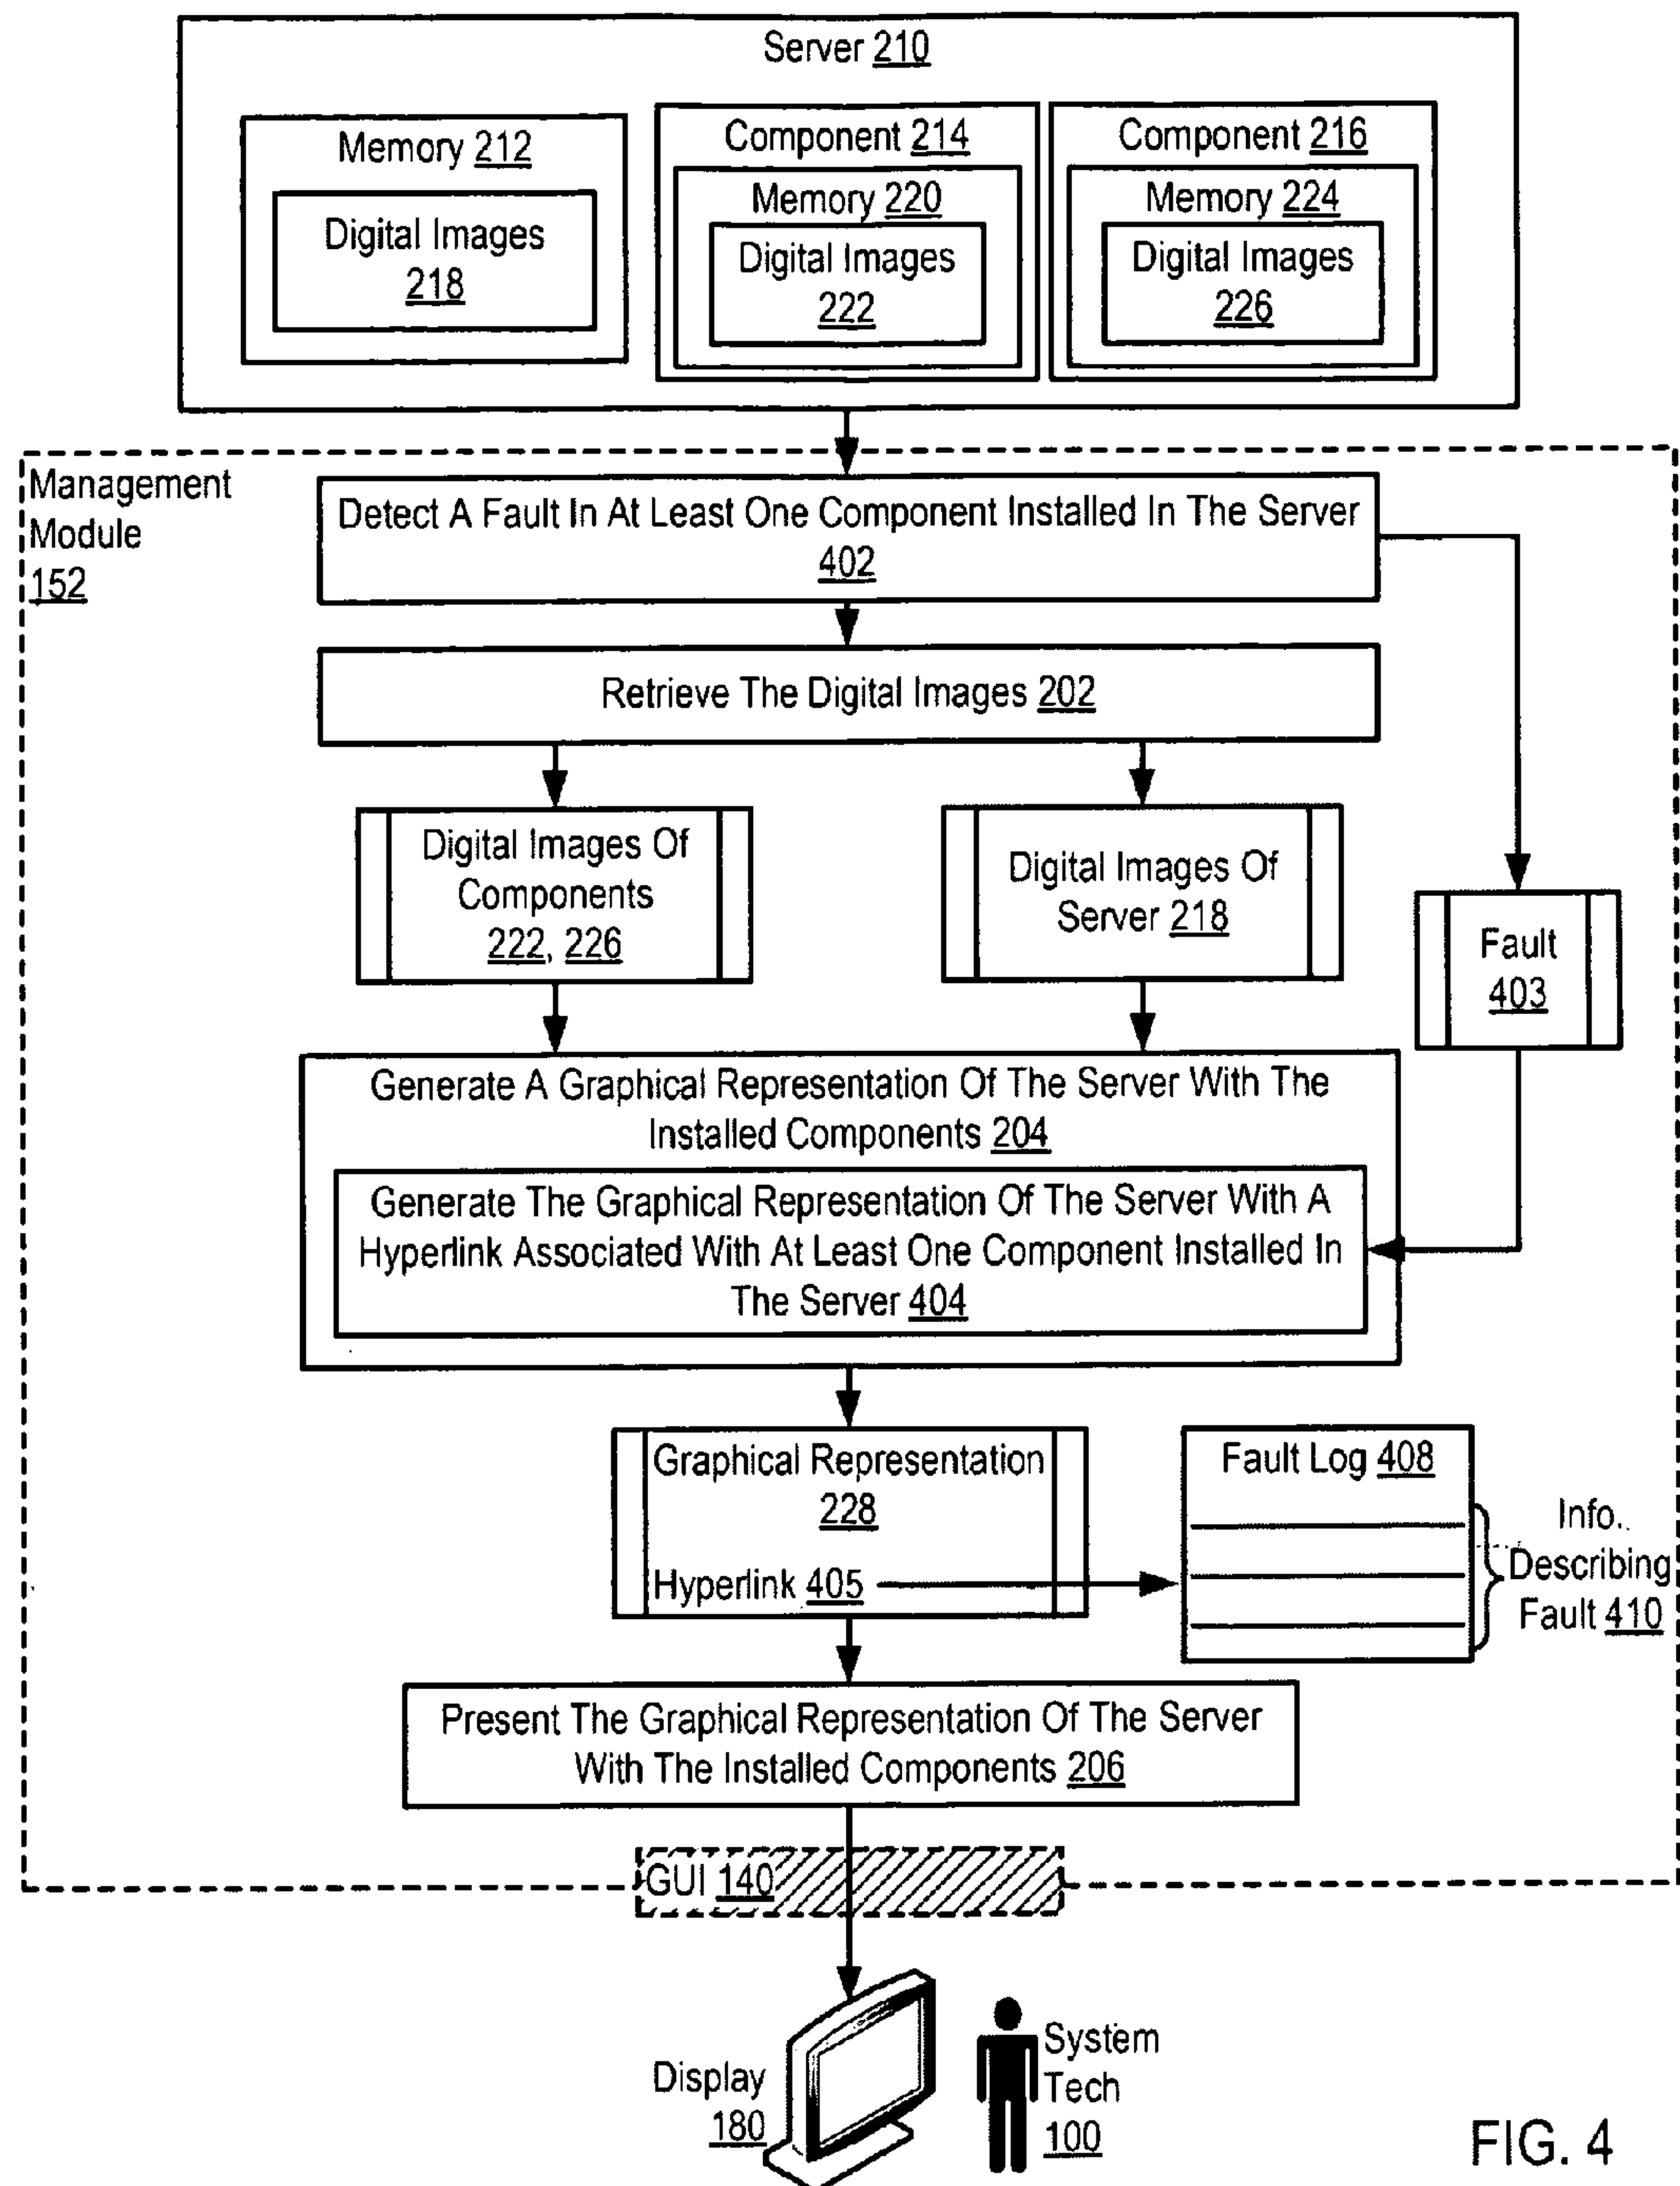 Server 210
Memory 212
Digital Images
218
Component 214
Memory 220
Digital Images
222
Component 216
Memory 224
Digital Images
226
Management
Module
152
Detect A Fault In At Least One Component Installed In The Server
402
Retrieve The Digital Images 202
Digital Images Of
Components
222, 226
Digital Images Of
Server 218
Fault
403
Generate A Graphical Representation Of The Server With The
Installed Components 204
Generate The Graphical Representation Of The Server With A
Hyperlink Associated With At Least One Component Installed In
The Server 404
Graphical Representation
228
Hyperlink 405
Fault Log 408
Info.
Describing
Fault 410
Present The Graphical Representation Of The Server
With The Installed Components 206
GUI 140
Display
180
System
Tech
100
FIG. 4